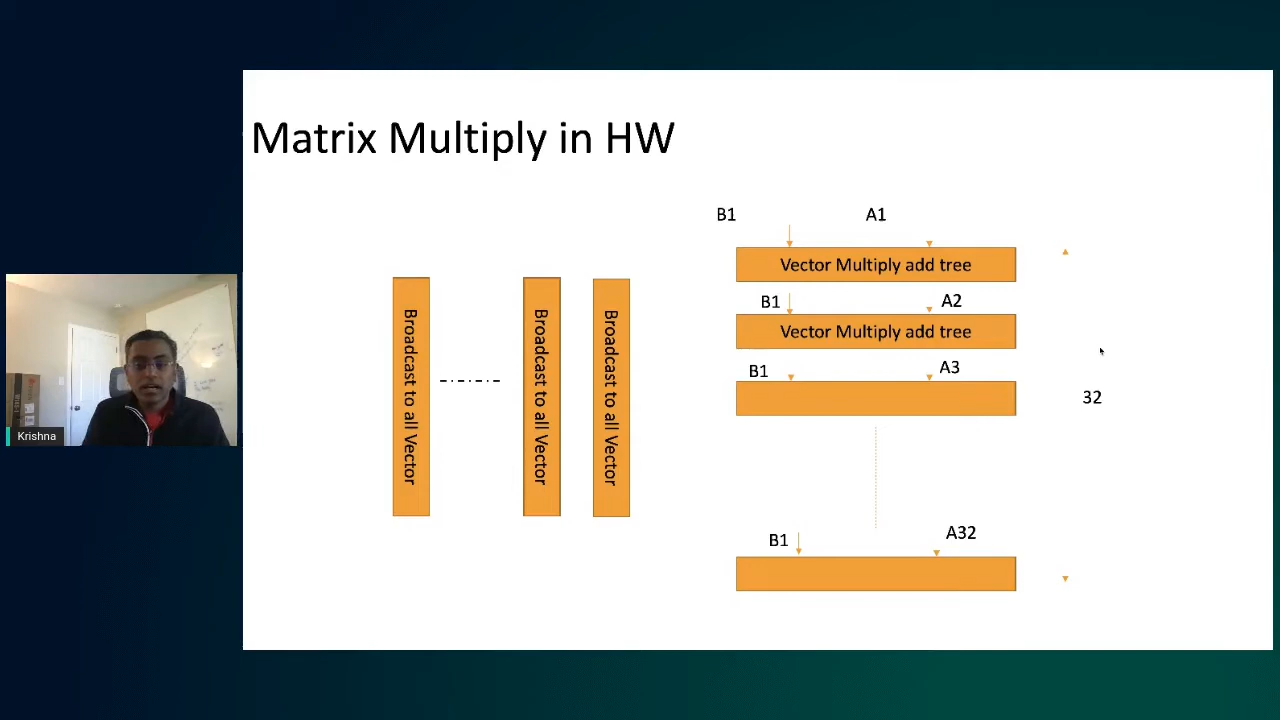 Matrix Multiply in HW
B1
A1
Vector Multiply add tree
B1
A2
Vector Multiply add tree
B1
A3
32
B1
A32
Broadcast to all Vector
Broadcast to all Vector
Broadcast to all Vector
Krishna